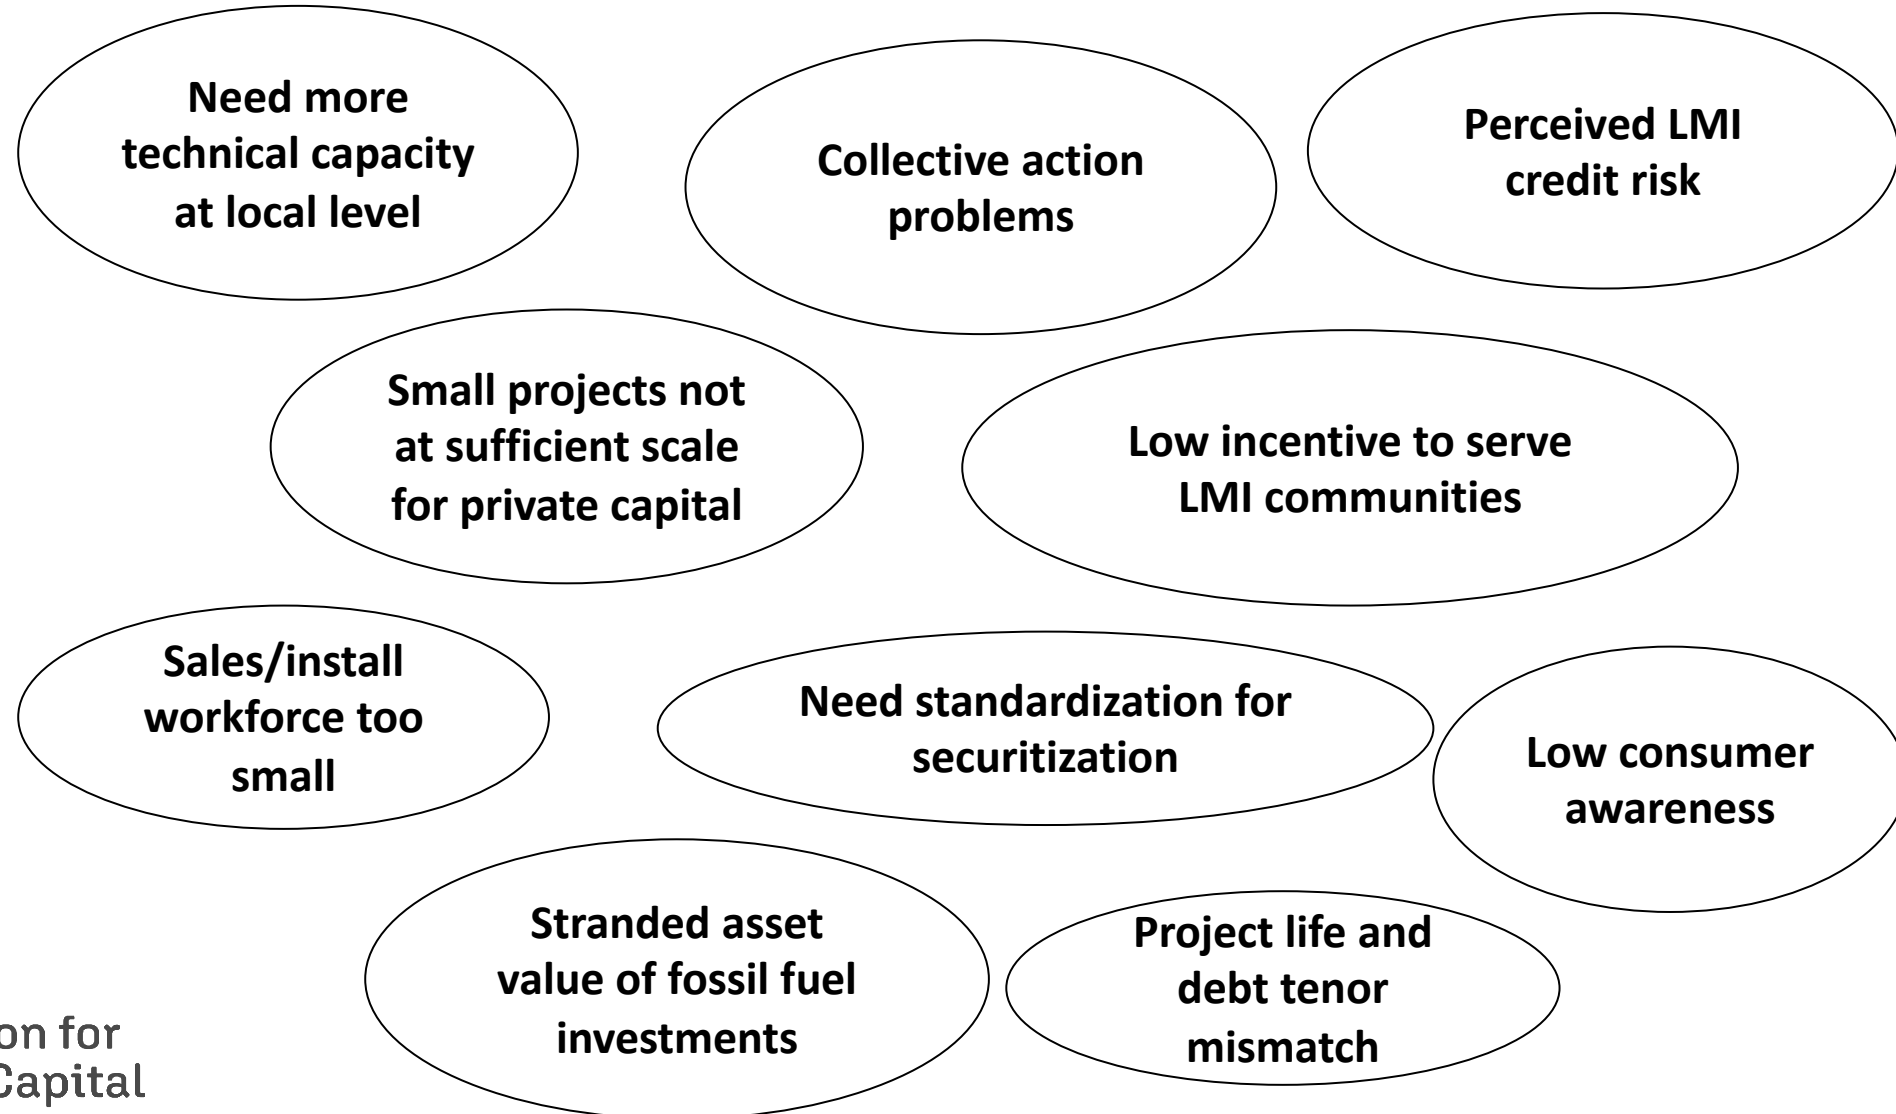 Need more
technical capacity
at local level
Collective action
problems
Perceived LMI
credit risk
Small projects not
at sufficient scale
for private capital
Low incentive to serve
LMI communities
Sales/install
workforce too
small
Need standardization for
securitization
Low consumer
awareness
Stranded asset
value of fossil fuel
investments
Project life and
debt tenor
mismatch
on for
Capital